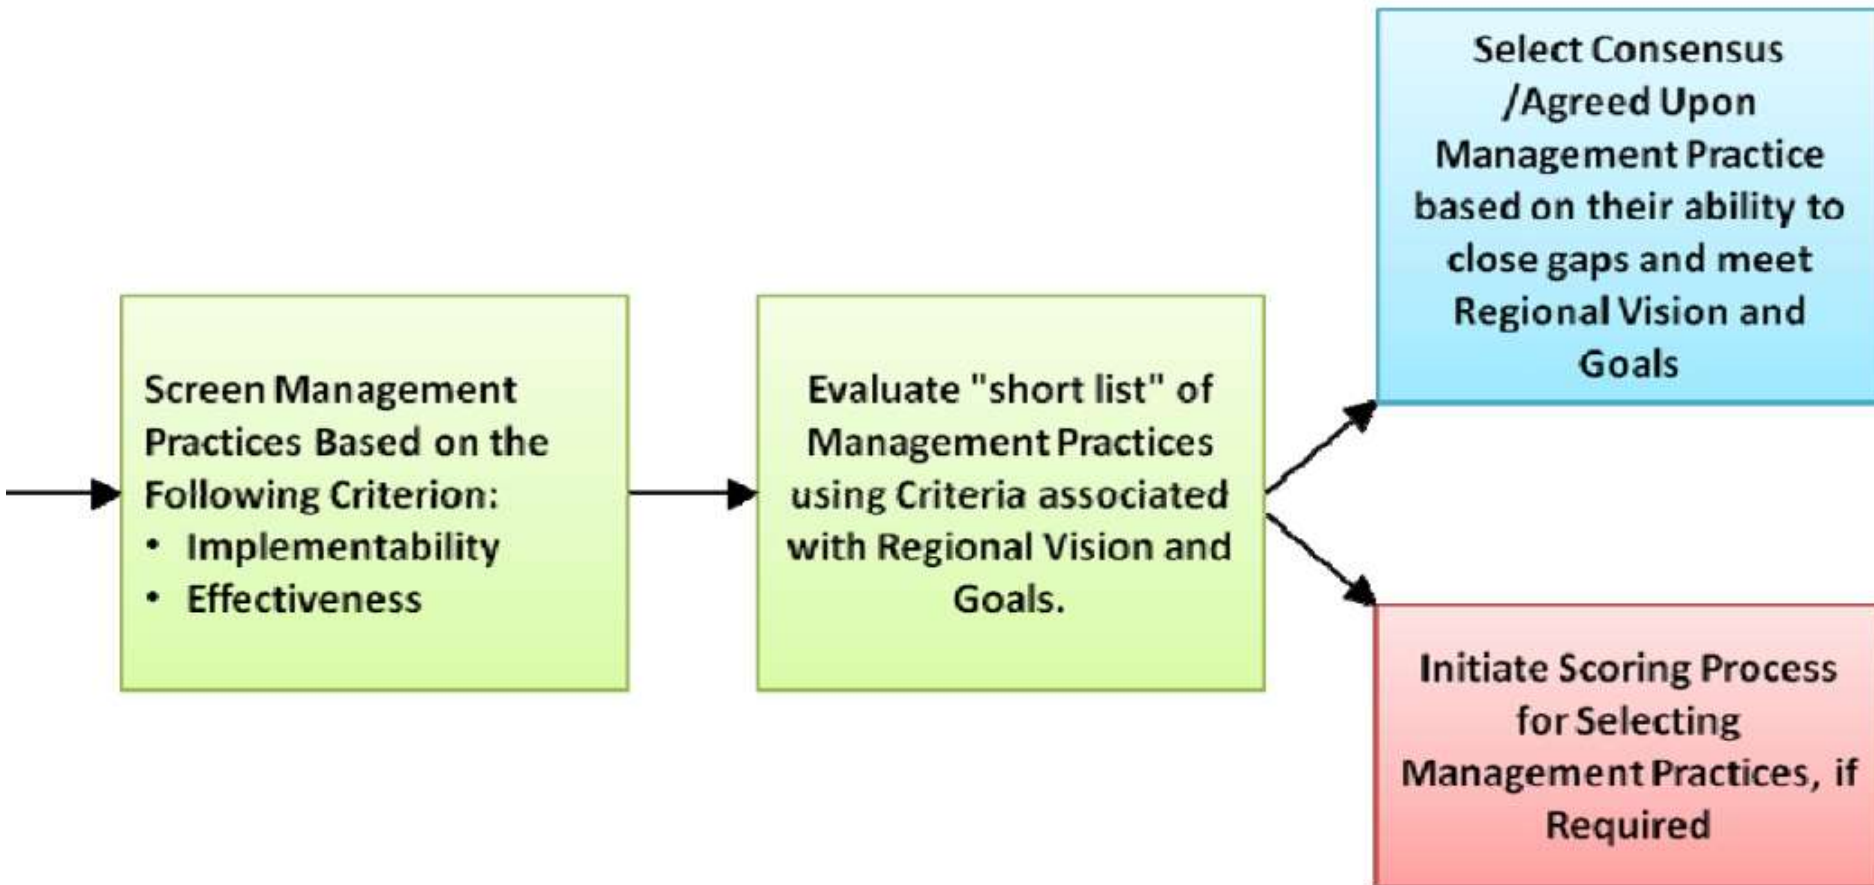 Screen Management
Practices Based on the
Following Criterion:
• Implementability
• Effectiveness
Evaluate "short list" of
Management Practices
using Criteria associated
with Regional Vision and
Goals.
Select Consensus
/Agreed Upon
Management Practice
based on their ability to
close gaps and meet
Regional Vision and
Goals
Initiate Scoring Process
for Selecting
Management Practices, if
Required